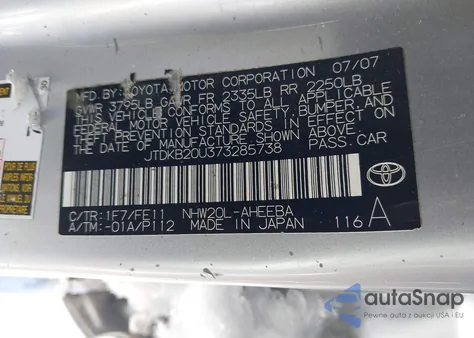 MFD. BY: TOYOTA MOTOR CORPORATION 07/07
GVWR 3795LB GAWR FR 2335LB RR 2250LB
THIS VEHICLE CONFORMS TO ALL APPLICABLE
FEDERAL MOTOR VEHICLE SAFETY, BUMPER, AND
THEFT PREVENTION STANDARDS IN EFFECT ON
THE DATE OF MANUFACTURE SHOWN ABOVE.
JTDKB20U373285738 PASS. CAR
C/TR: 1F7/FE11 NHW20L-AHEEBA
A/TM: -01A/P112 MADE IN JAPAN 116 A
autoSnap
Pewne auta z aukcji USA i EU